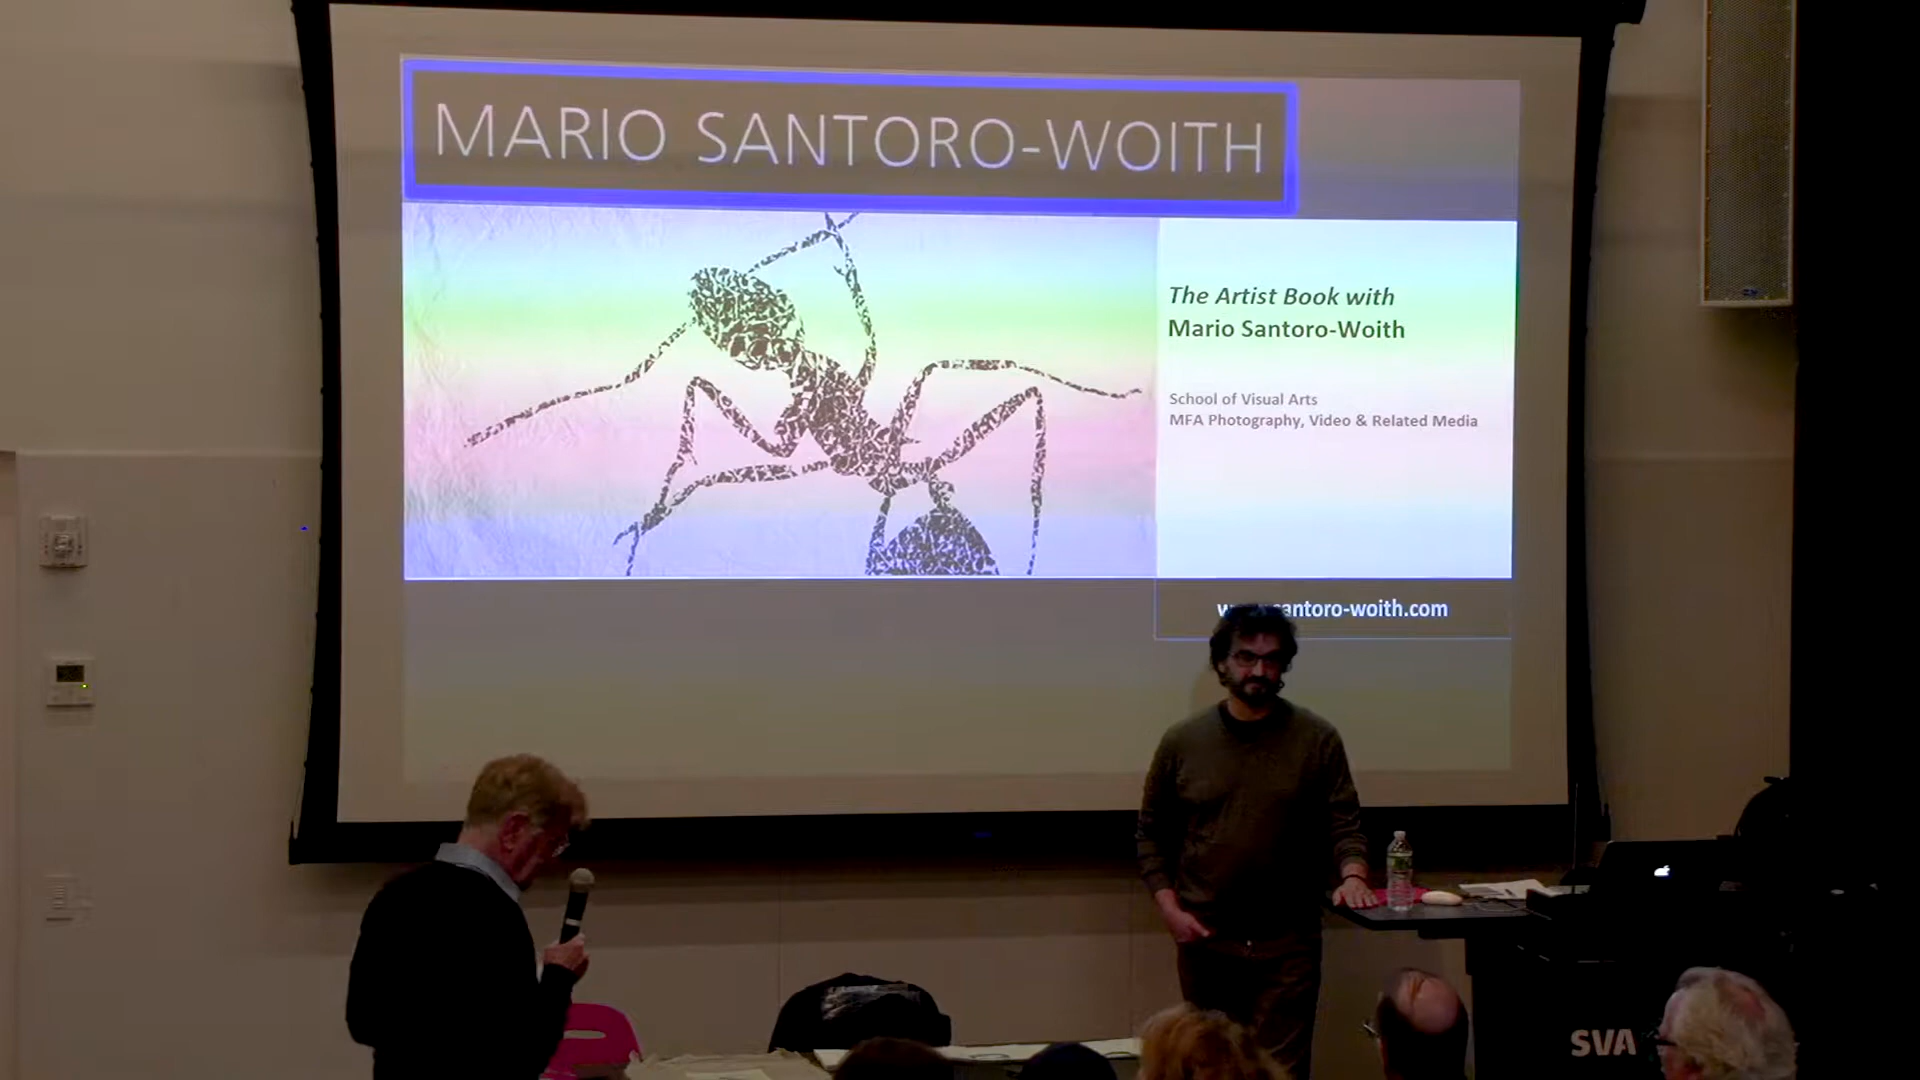 MARIO SANTORO-WOITH
The Artist Book with
Mario Santoro-Woith
School of Visual Arts
MFA Photography, Video & Related Media
santoro-woith.com
SVA